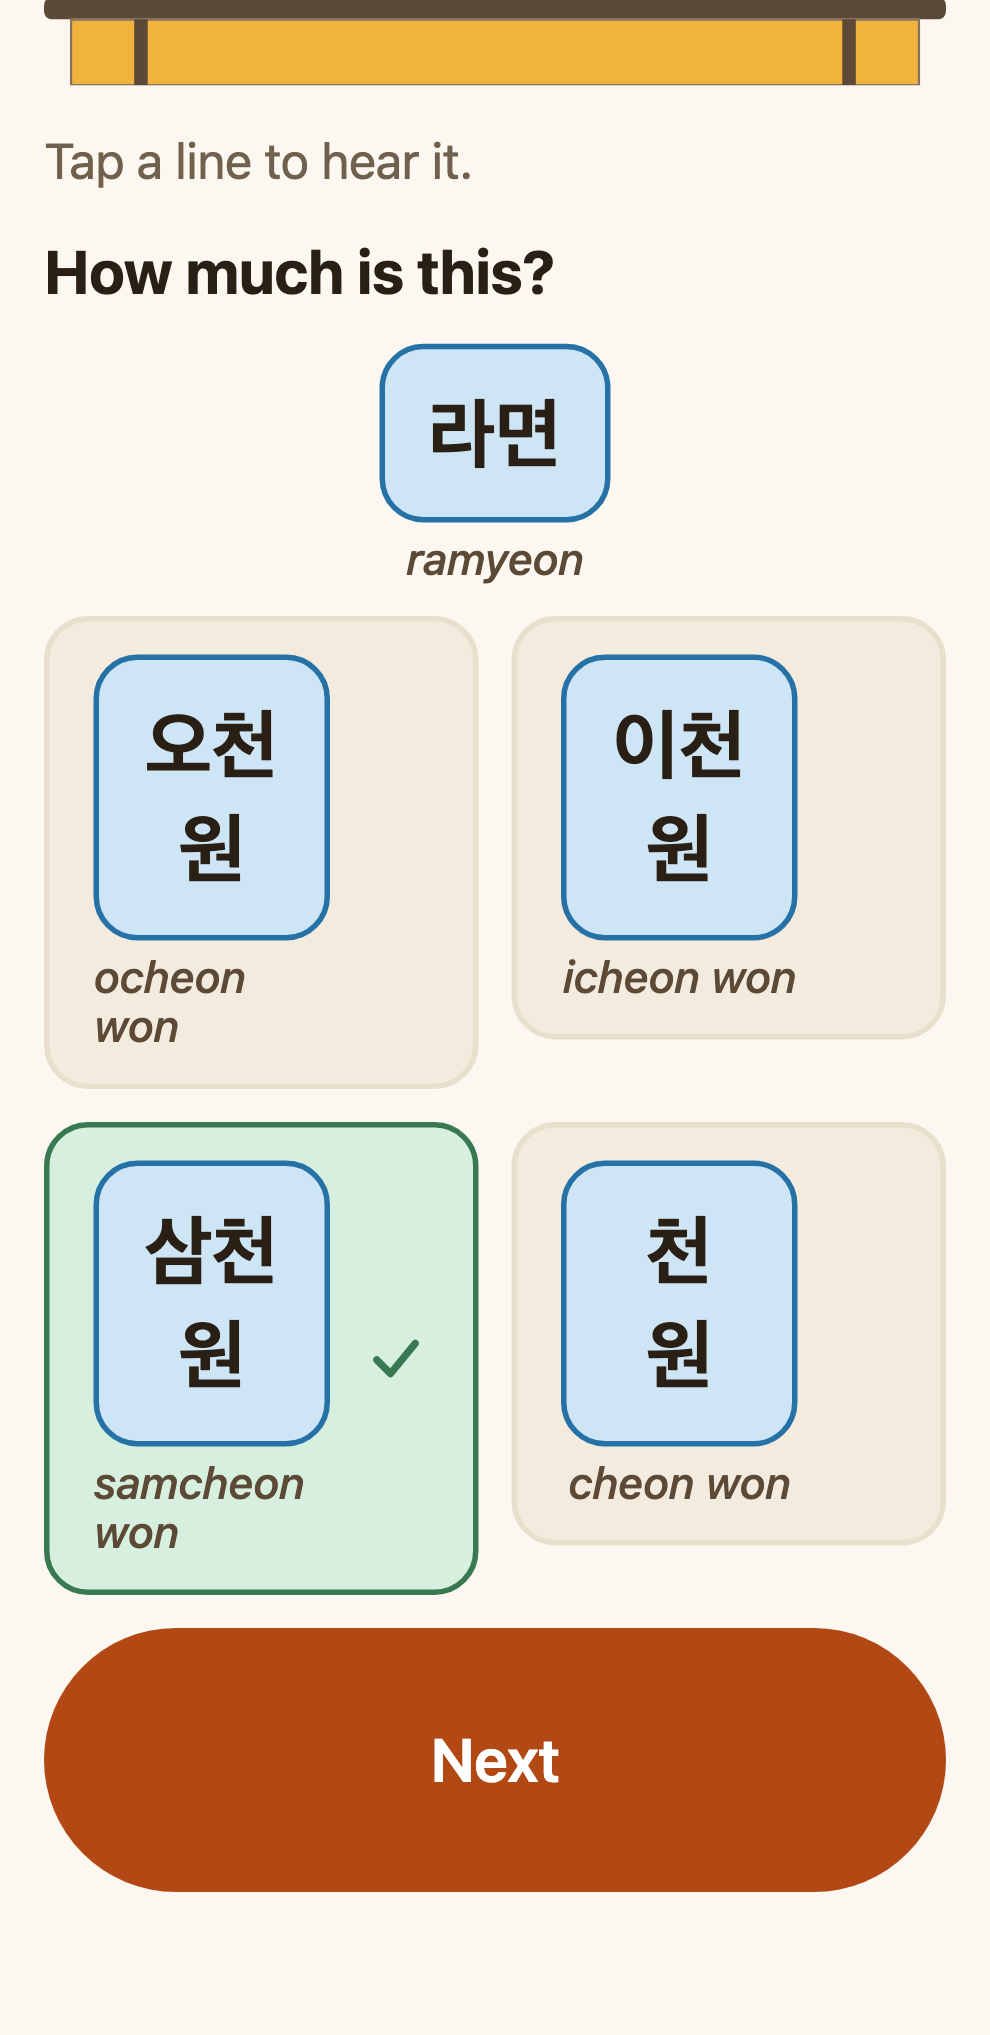 Tap a line to hear it.
How much is this?
라면
ramyeon
오천
원
ocheon
won
이천
원
icheon won
삼천
원
samcheon
won
천
원
cheon won
Next